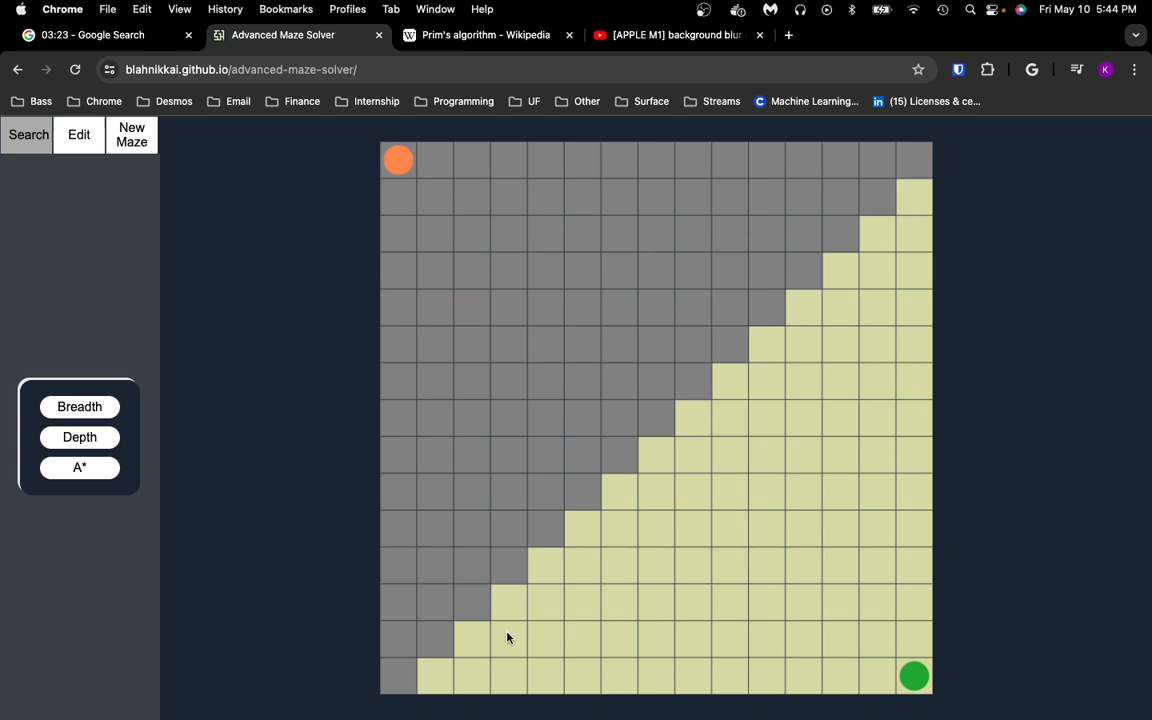 Chrome File Edit View History Bookmarks Profiles Tab Window Help Fri May 10 5:44 PM
03:23 - Google Search Advanced Maze Solver Prim's algorithm - Wikipedia [APPLE M1] background blur
blahnikkai.github.io/advanced-maze-solver/ K
Bass Chrome Desmos Email Finance Internship Programming UF Other Surface Streams Machine Learning... (15) Licenses & ce...
Search Edit New Maze
Breadth
Depth
A*